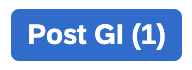 Post GI (1)